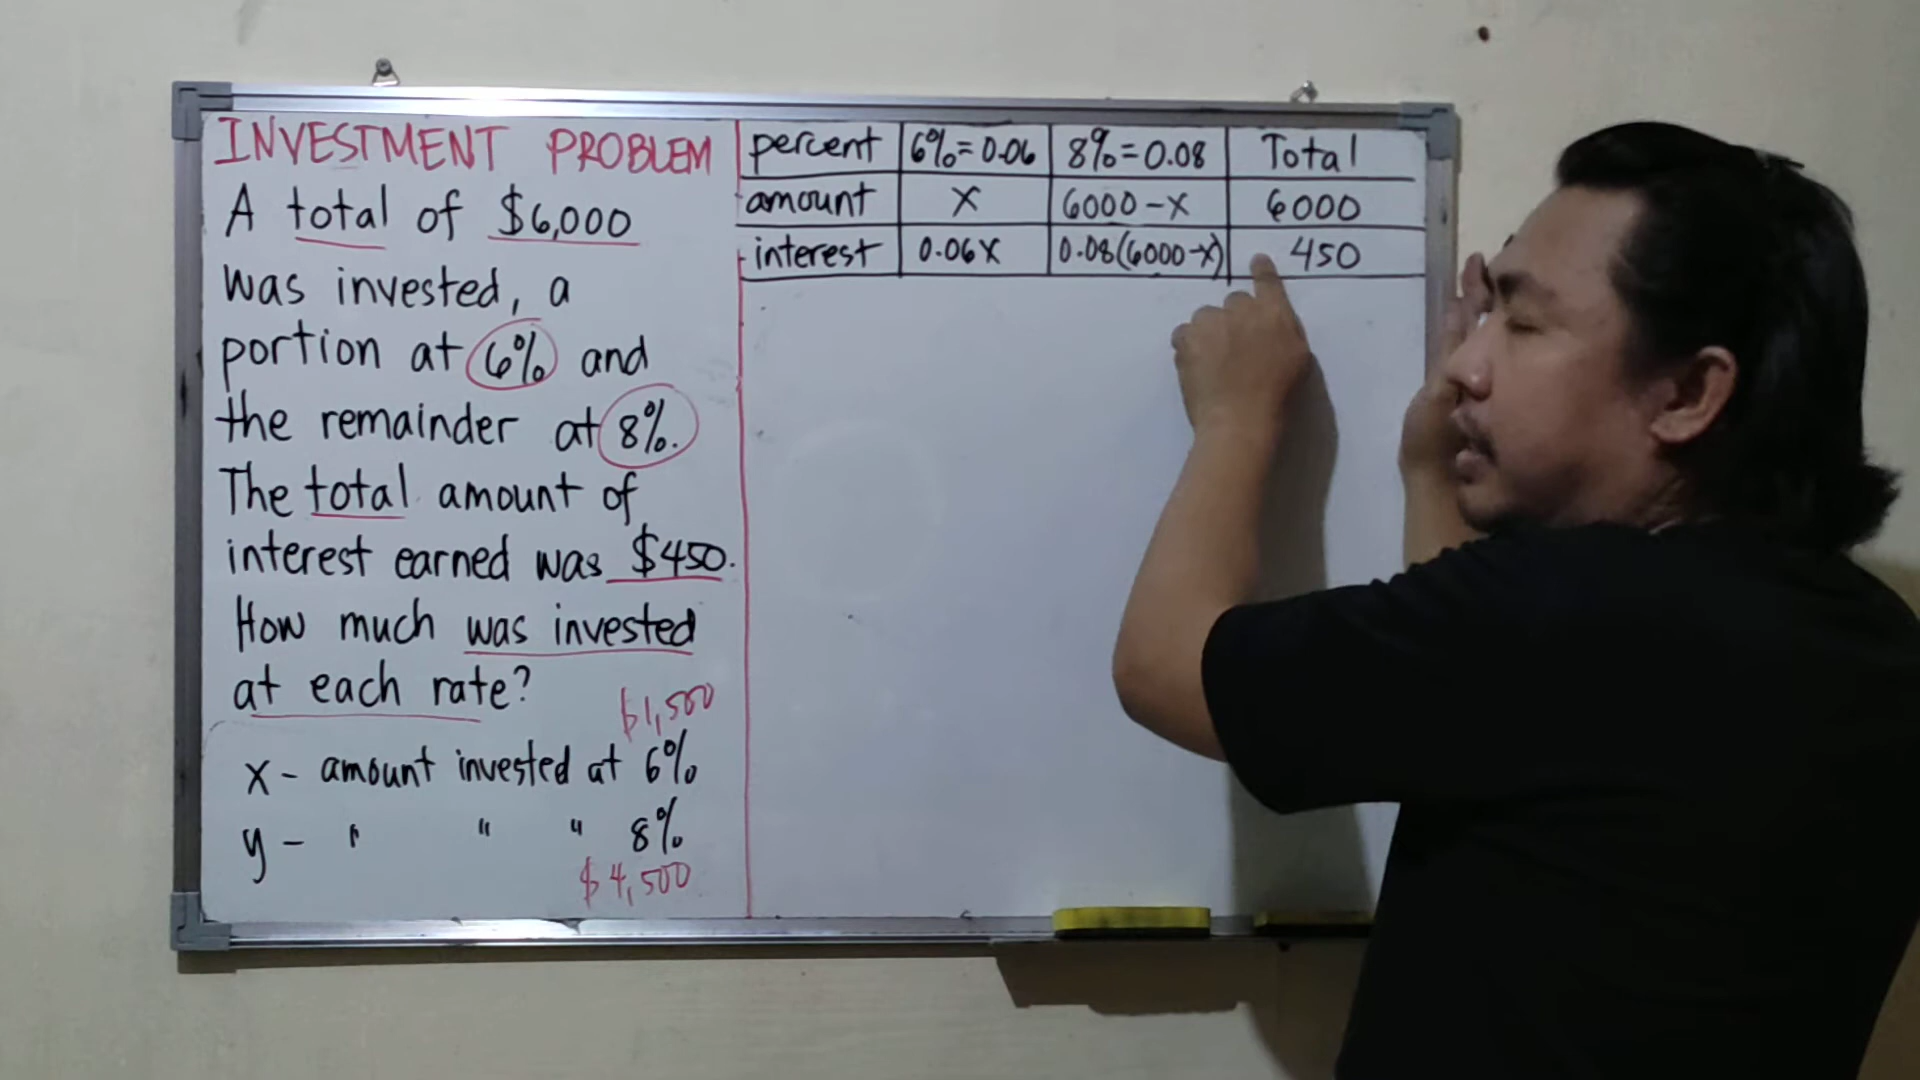 INVESTMENT PROBLEM
A total of $6,000
was invested, a
portion at 6% and
the remainder at 8%.
The total amount of
interest earned was $450.
How much was invested
at each rate?
$1,500
x - amount invested at 6%
y - " " " 8%
$4,500
percent 6%=0.06 8%=0.08 Total
amount x 6000-x 6000
interest 0.06x 0.08(6000-x) 450